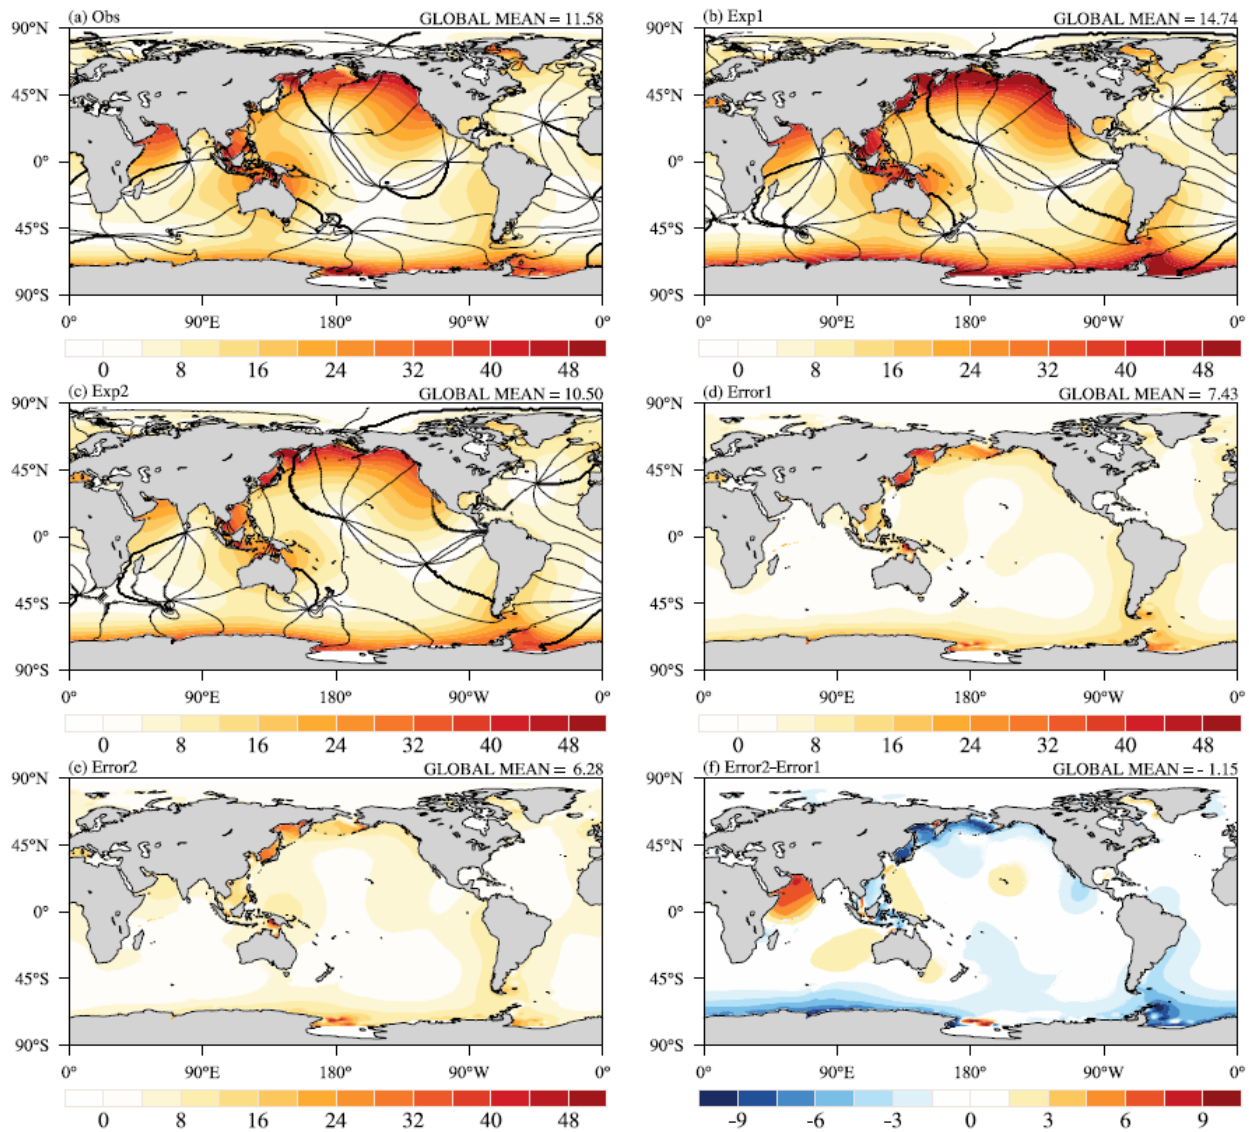 (a) Obs GLOBAL MEAN = 11.58
90°N
45°N
0°
45°S
90°S
0° 90°E 180° 90°W 0°
0 8 16 24 32 40 48
(b) Exp1 GLOBAL MEAN = 14.74
90°N
45°N
0°
45°S
90°S
0° 90°E 180° 90°W 0°
0 8 16 24 32 40 48
(c) Exp2 GLOBAL MEAN = 10.50
90°N
45°N
0°
45°S
90°S
0° 90°E 180° 90°W 0°
0 8 16 24 32 40 48
(d) Error1 GLOBAL MEAN = 7.43
90°N
45°N
0°
45°S
90°S
0° 90°E 180° 90°W 0°
0 8 16 24 32 40 48
(e) Error2 GLOBAL MEAN = 6.28
90°N
45°N
0°
45°S
90°S
0° 90°E 180° 90°W 0°
0 8 16 24 32 40 48
(f) Error2–Error1 GLOBAL MEAN = - 1.15
90°N
45°N
0°
45°S
90°S
0° 90°E 180° 90°W 0°
-9 -6 -3 0 3 6 9